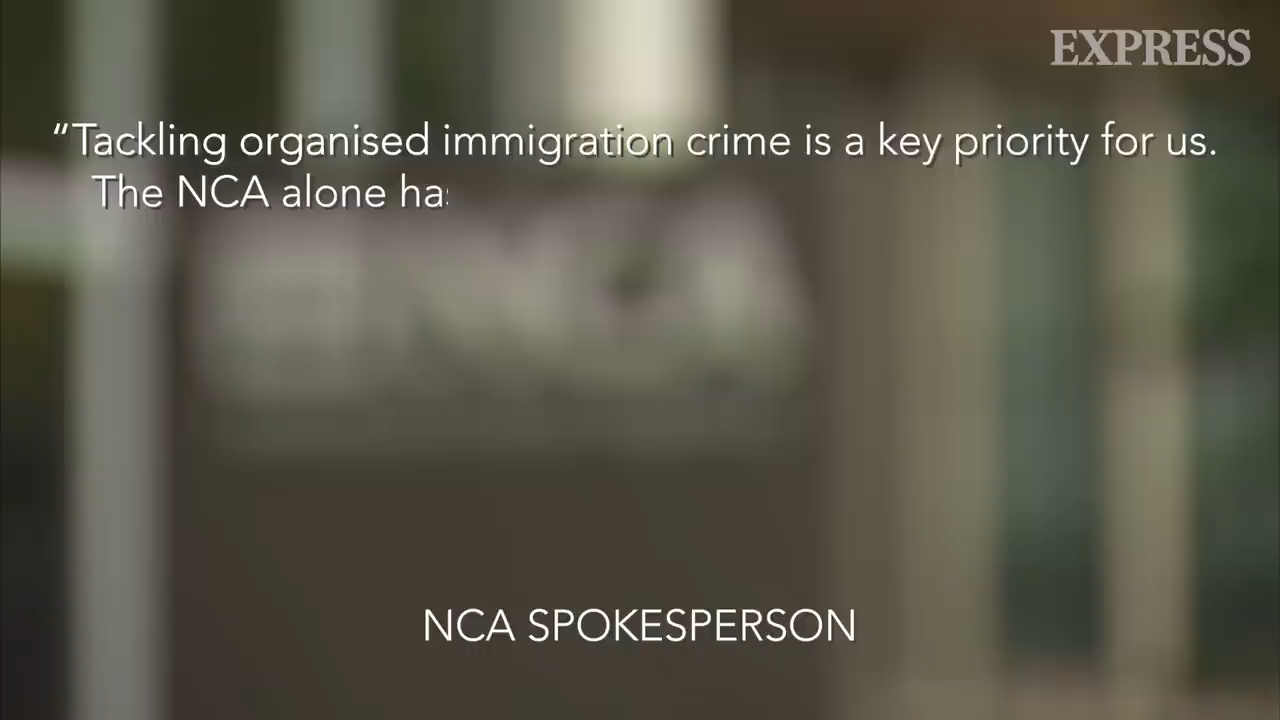 EXPRESS
“Tackling organised immigration crime is a key priority for us.
The NCA alone
NCA SPOKESPERSON